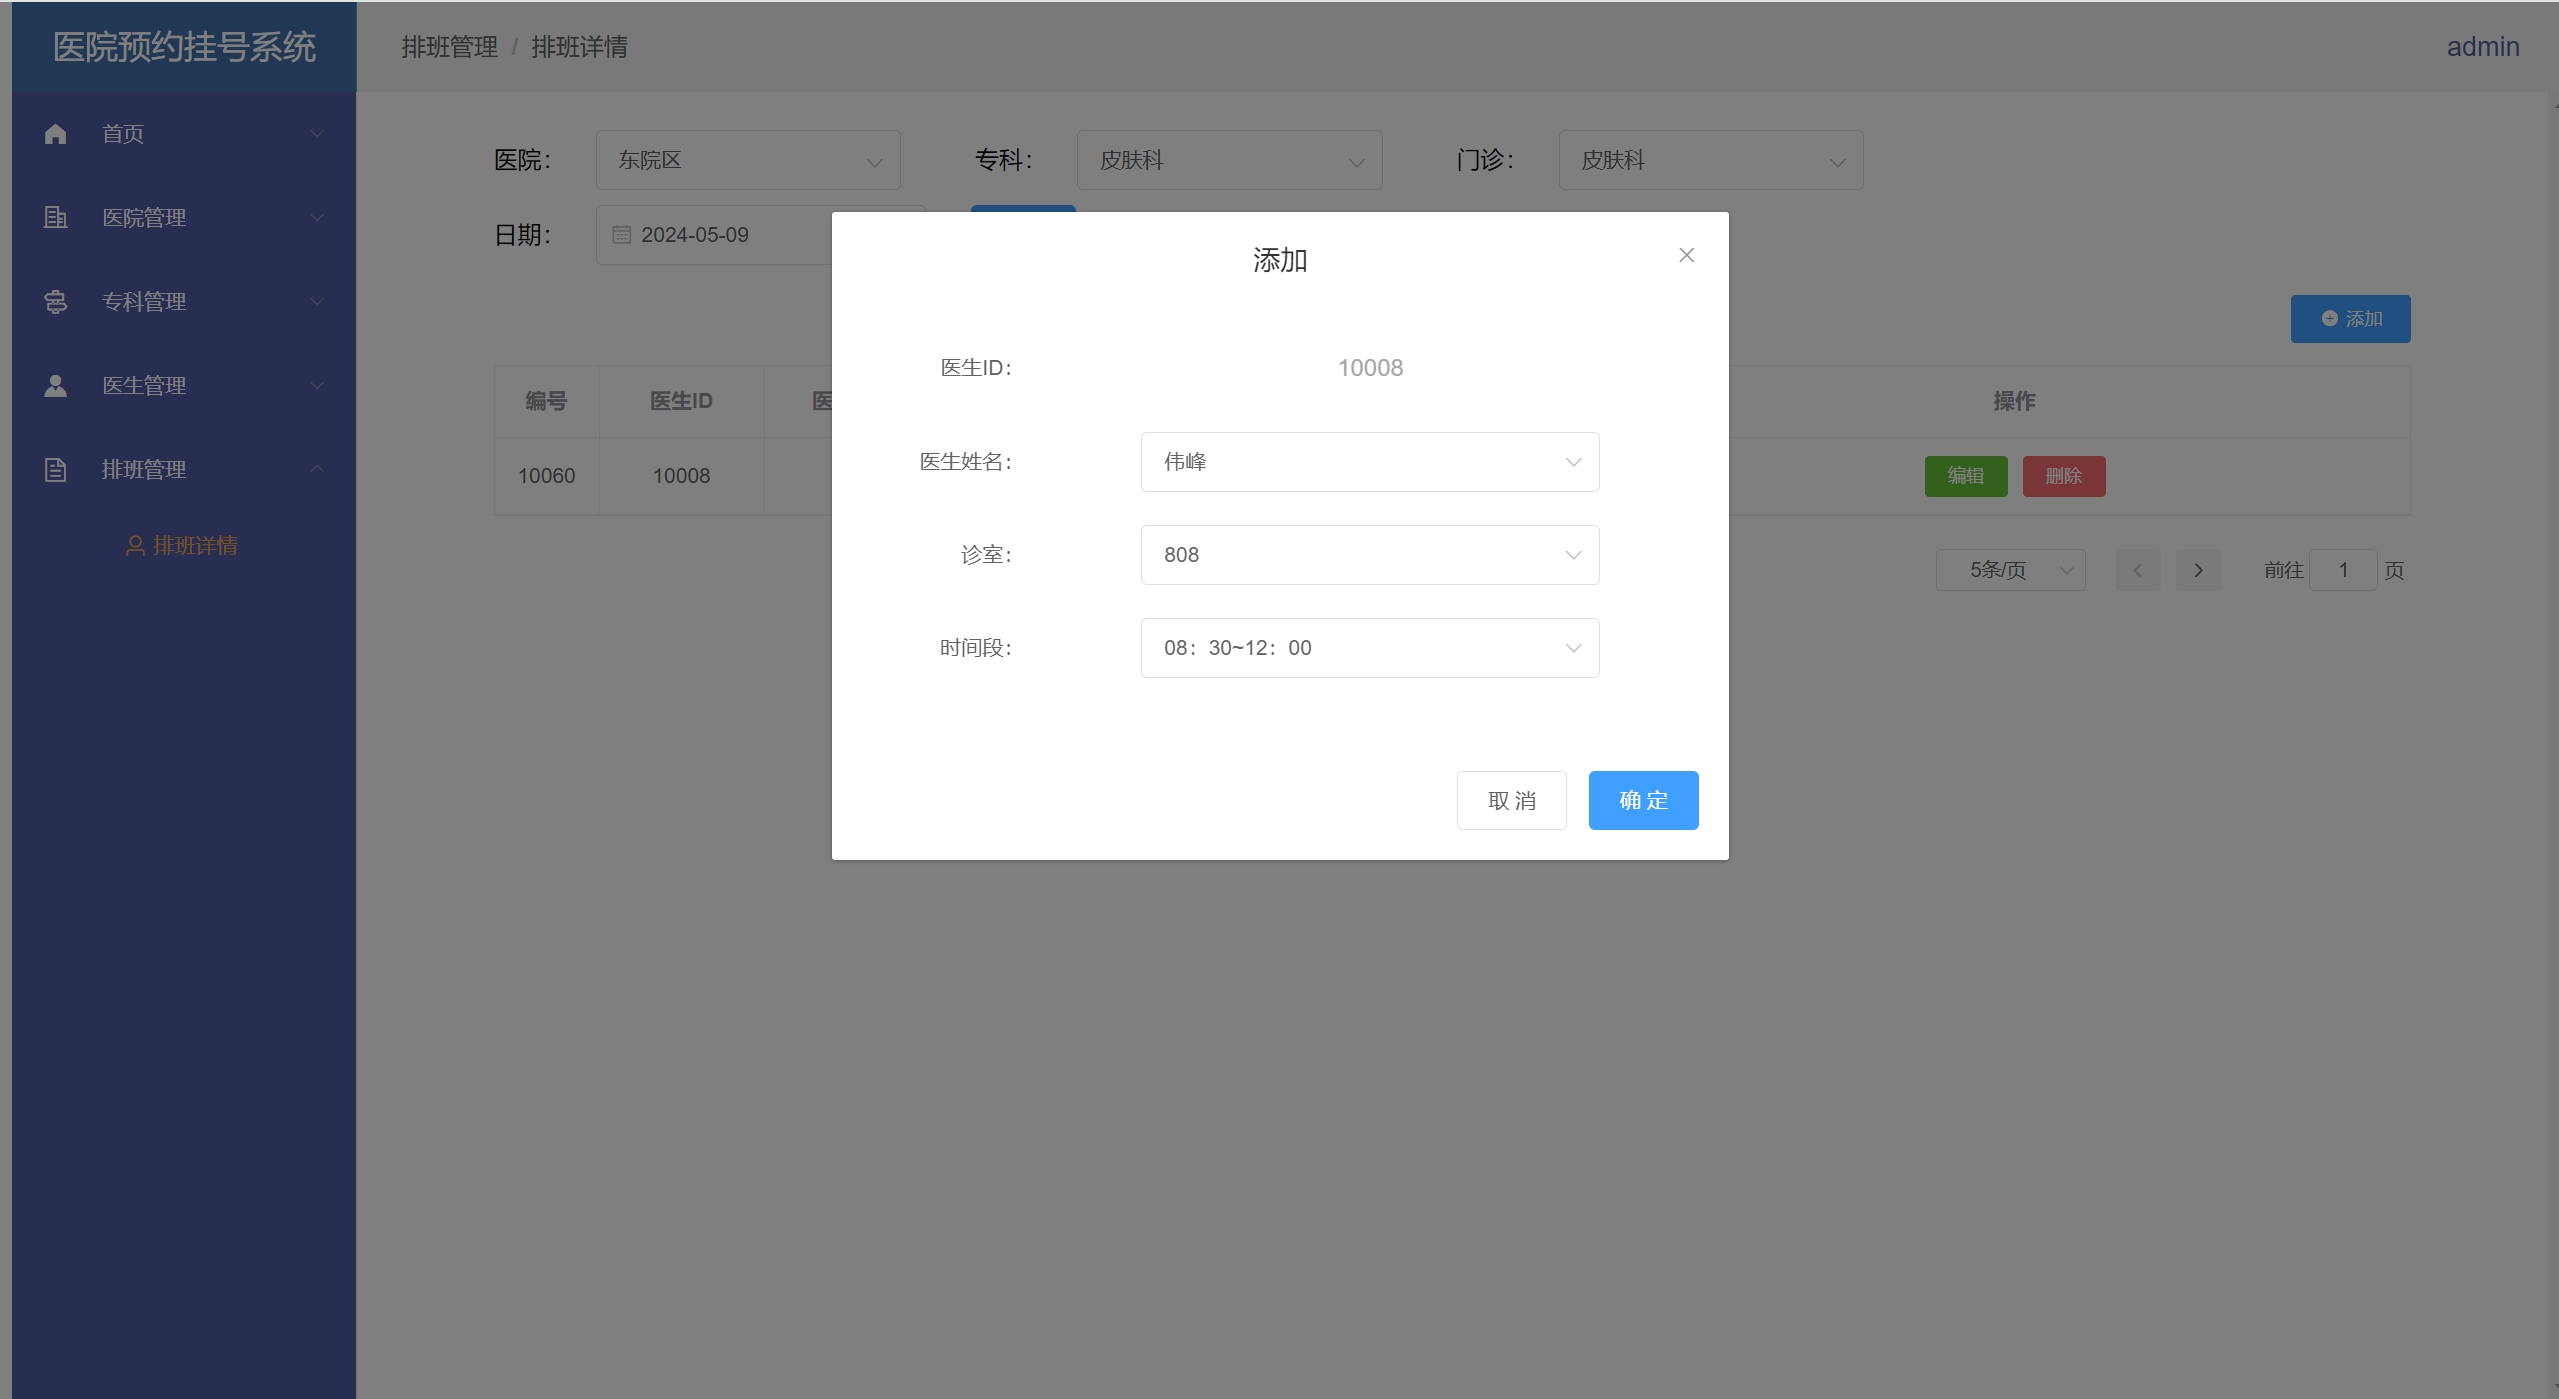 医院预约挂号系统
排班管理 / 排班详情
admin
首页
医院管理
专科管理
医生管理
排班管理
排班详情
医院：
东院区
专科：
皮肤科
门诊：
皮肤科
日期：
2024-05-09
添加
编号
医生ID
医
操作
10060
10008
编辑
删除
5条/页
前往
1
页
添加
医生ID：
10008
医生姓名：
伟峰
诊室：
808
时间段：
08：30~12：00
取 消
确 定